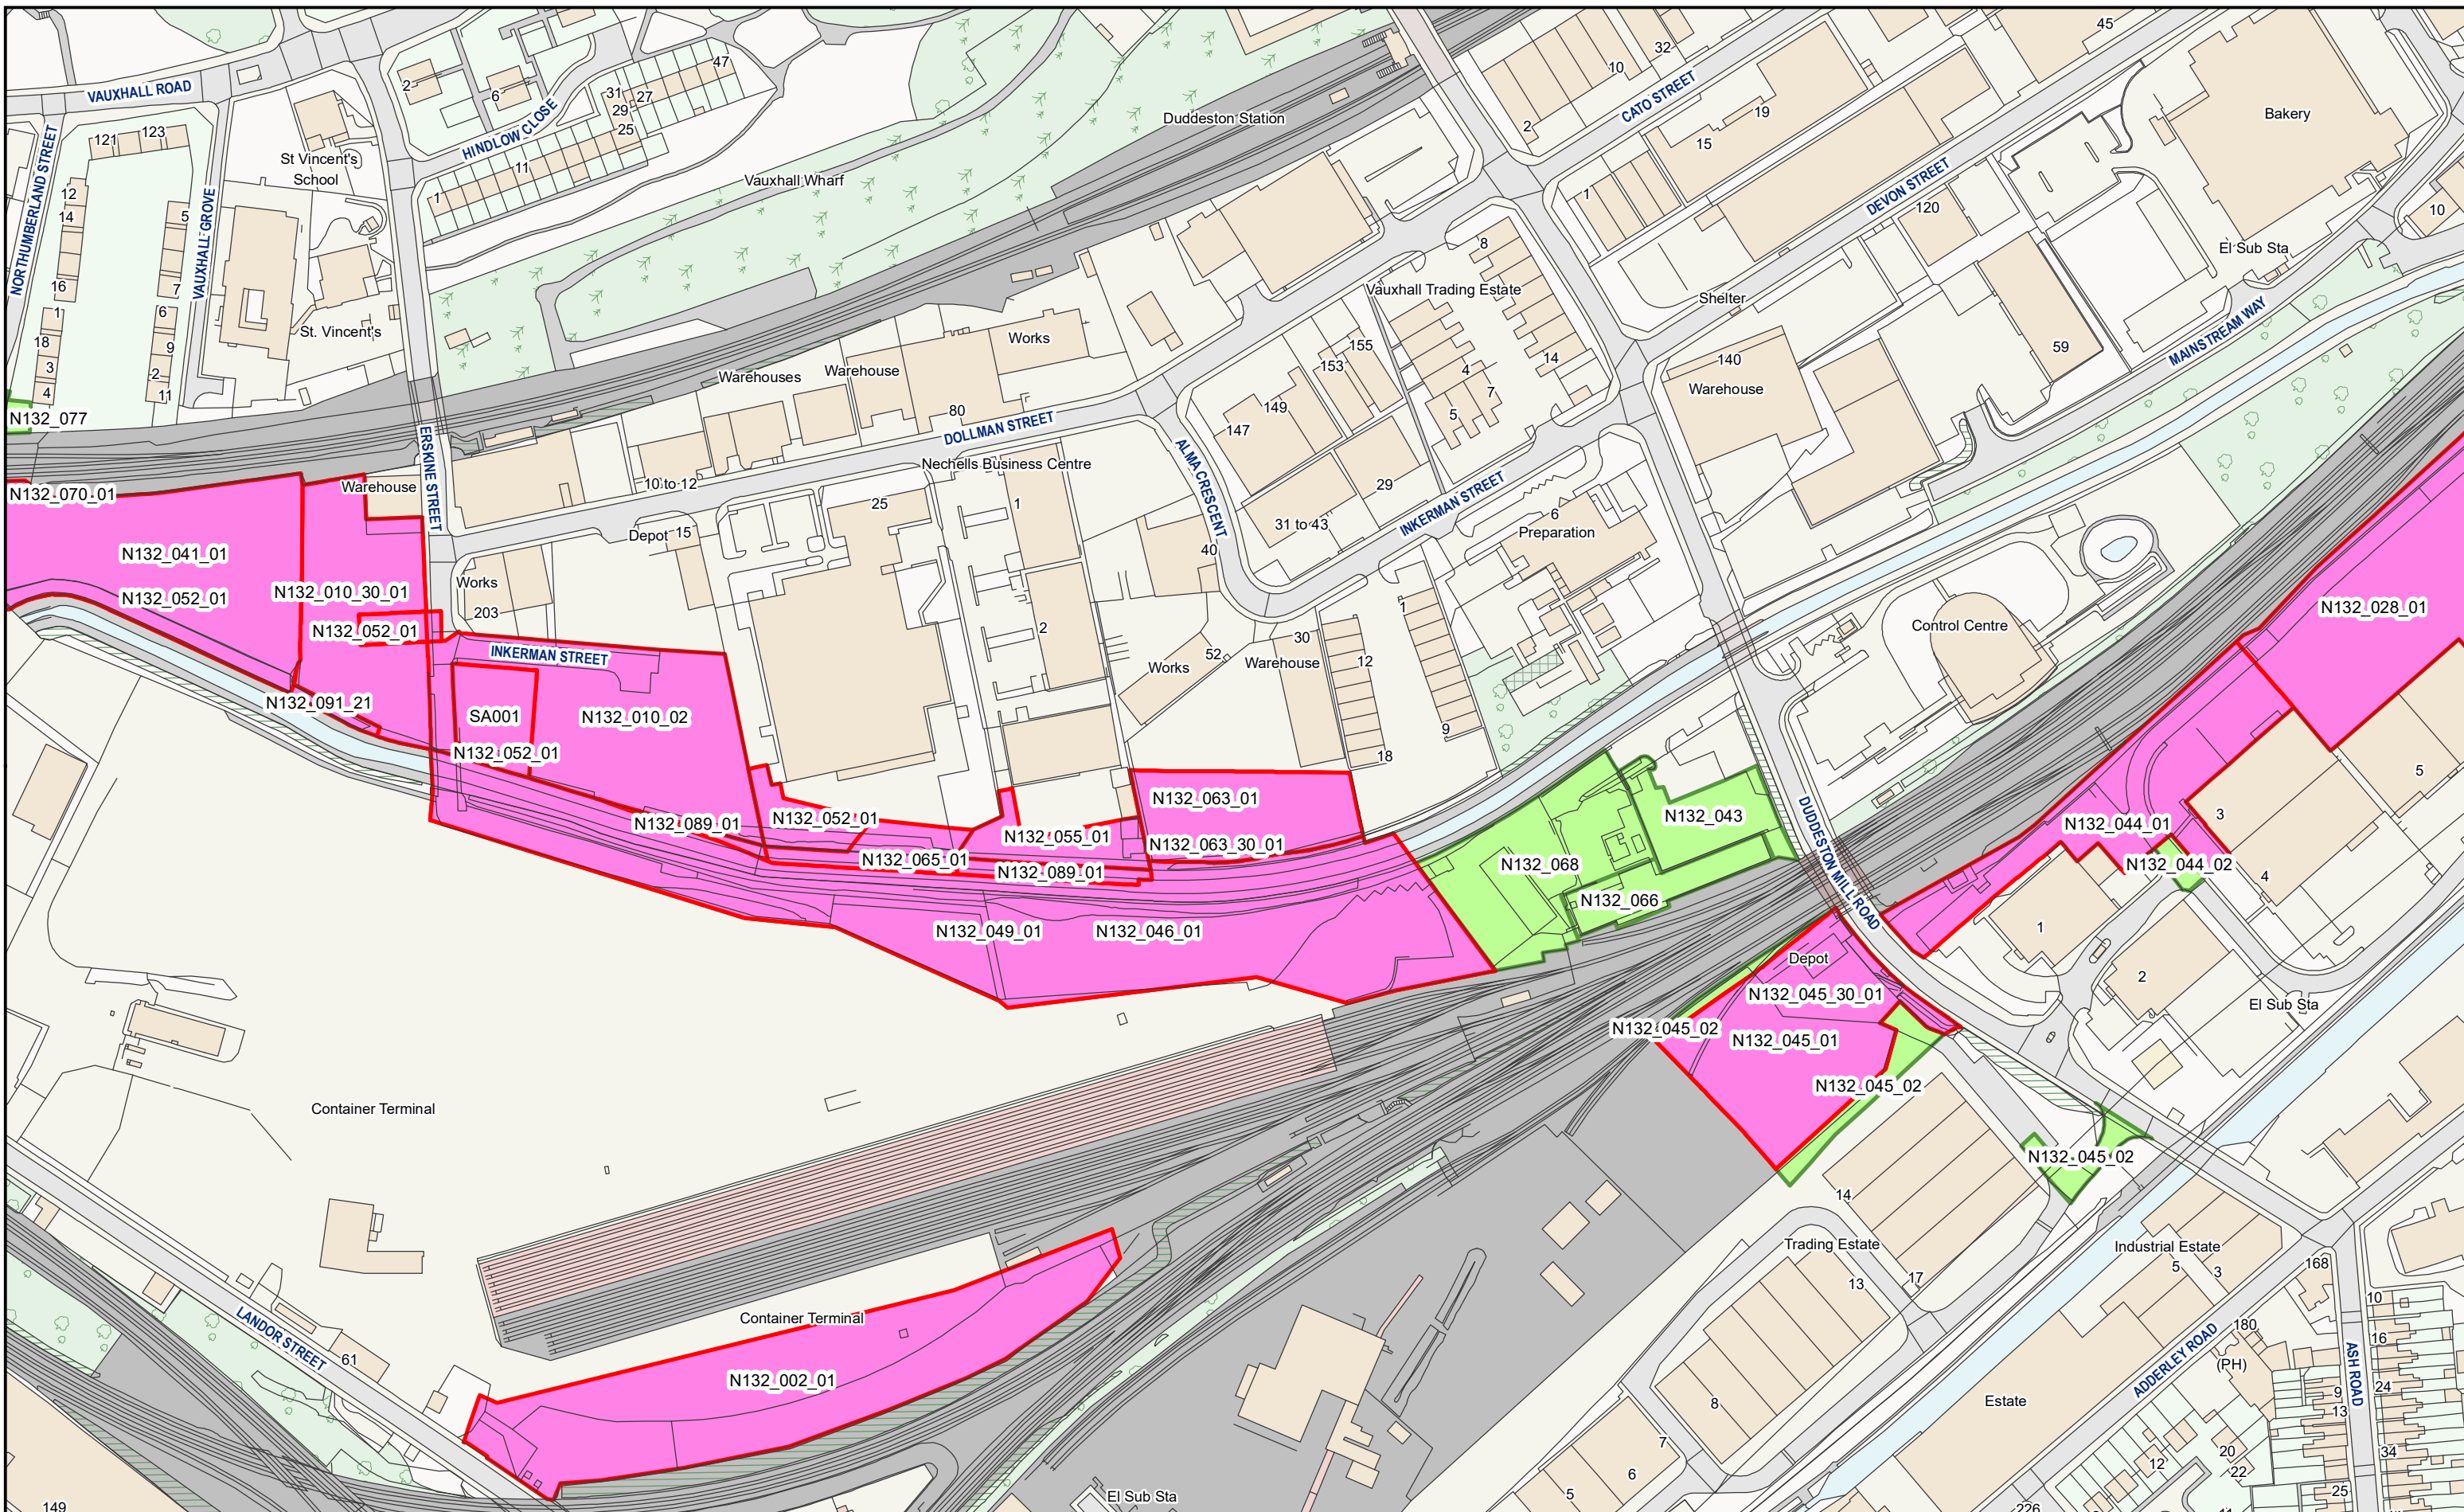 45
32
10
CATO STREET
47
2
VAUXHALL ROAD
6
31
27
29
25
HINDLOW CLOSE
19
15
2
Bakery
Duddeston Station
121
123
St Vincent's
School
11
Vauxhall Wharf
1
1
DEVON STREET
120
10
NORTHUMBERLAND STREET
12
14
5
VAUXHALL GROVE
El Sub Sta
8
16
7
Vauxhall Trading Estate
Shelter
1
6
St. Vincent's
MAINSTREAM WAY
18
9
Works
155
153
14
140
59
3
2
Warehouses
Warehouse
4
7
Warehouse
4
11
80
149
5
147
N132_077
DOLLMAN STREET
ERSKINE STREET
ALMA CRESCENT
Nechells Business Centre
10 to 12
Warehouse
N132_070_01
25
1
29
INKERMAN STREET
31 to 43
6
Preparation
Depot
15
40
N132_041_01
Works
N132_010_30_01
N132_052_01
203
N132_052_01
2
1
30
12
Control Centre
N132_028_01
INKERMAN STREET
52
Works
Warehouse
N132_091_21
SA001
N132_010_02
N132_052_01
9
18
5
N132_063_01
N132_052_01
N132_089_01
N132_055_01
N132_043
3
N132_044_01
DUDDESTON MILL ROAD
N132_063_30_01
N132_065_01
N132_089_01
N132_068
N132_044_02
4
N132_066
N132_049_01
N132_046_01
1
Depot
2
N132_045_30_01
El Sub Sta
N132_045_02
N132_045_01
N132_045_02
Container Terminal
N132_045_02
14
Trading Estate
Industrial Estate
5
3
168
13
17
10
LANDOR STREET
Container Terminal
180
16
61
(PH)
ADDERLEY ROAD
ASH ROAD
N132_002_01
24
9
13
8
Estate
7
20
34
12
22
6
25
5
El Sub Sta
149
226